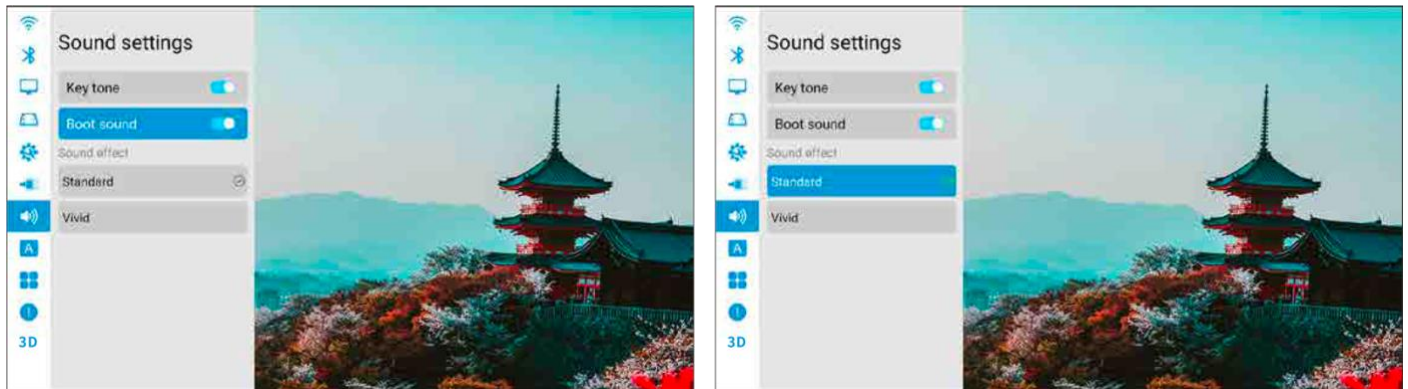 Sound settings
Key tone
Boot sound
Sound effect
Standard
Vivid
A
3D
Sound settings
Key tone
Boot sound
Sound effect
Standard
Vivid
A
3D